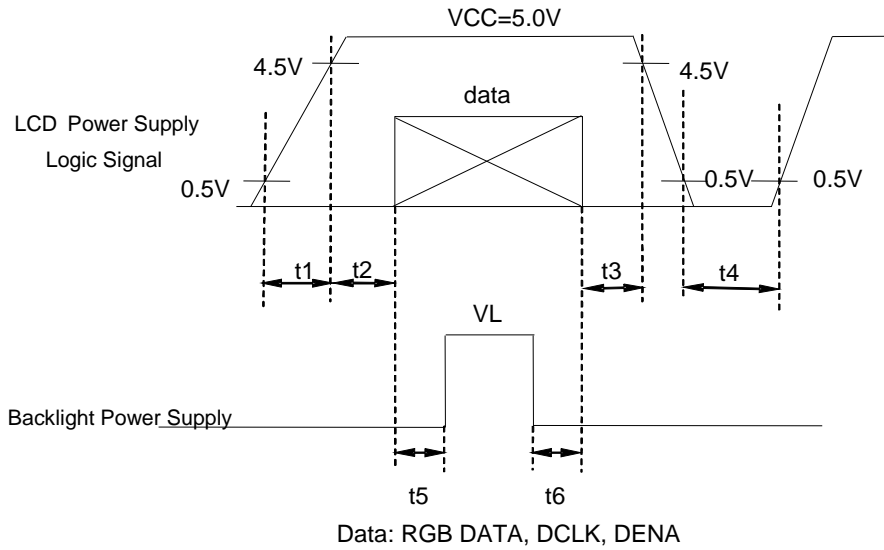 VCC=5.0V
4.5V
4.5V
data
LCD Power Supply
Logic Signal
0.5V
0.5V
0.5V
t1
t2
t3
t4
VL
Backlight Power Supply
t5
t6
Data: RGB DATA, DCLK, DENA